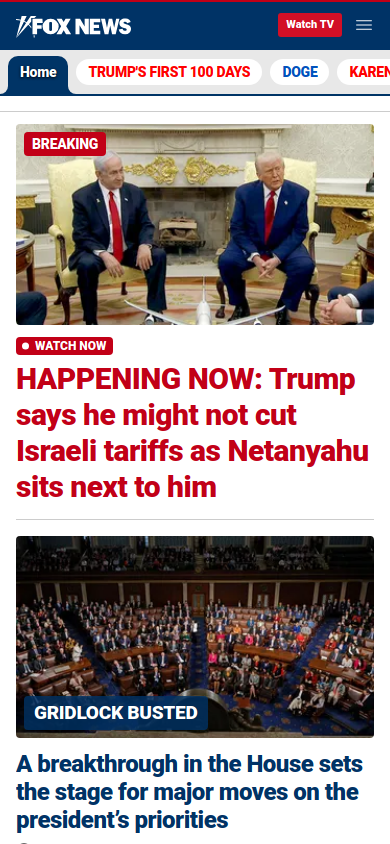 FOX NEWS
Watch TV
Home
TRUMP'S FIRST 100 DAYS
DOGE
KAREN
BREAKING
WATCH NOW
HAPPENING NOW: Trump
says he might not cut
Israeli tariffs as Netanyahu
sits next to him
GRIDLOCK BUSTED
A breakthrough in the House sets
the stage for major moves on the
president’s priorities